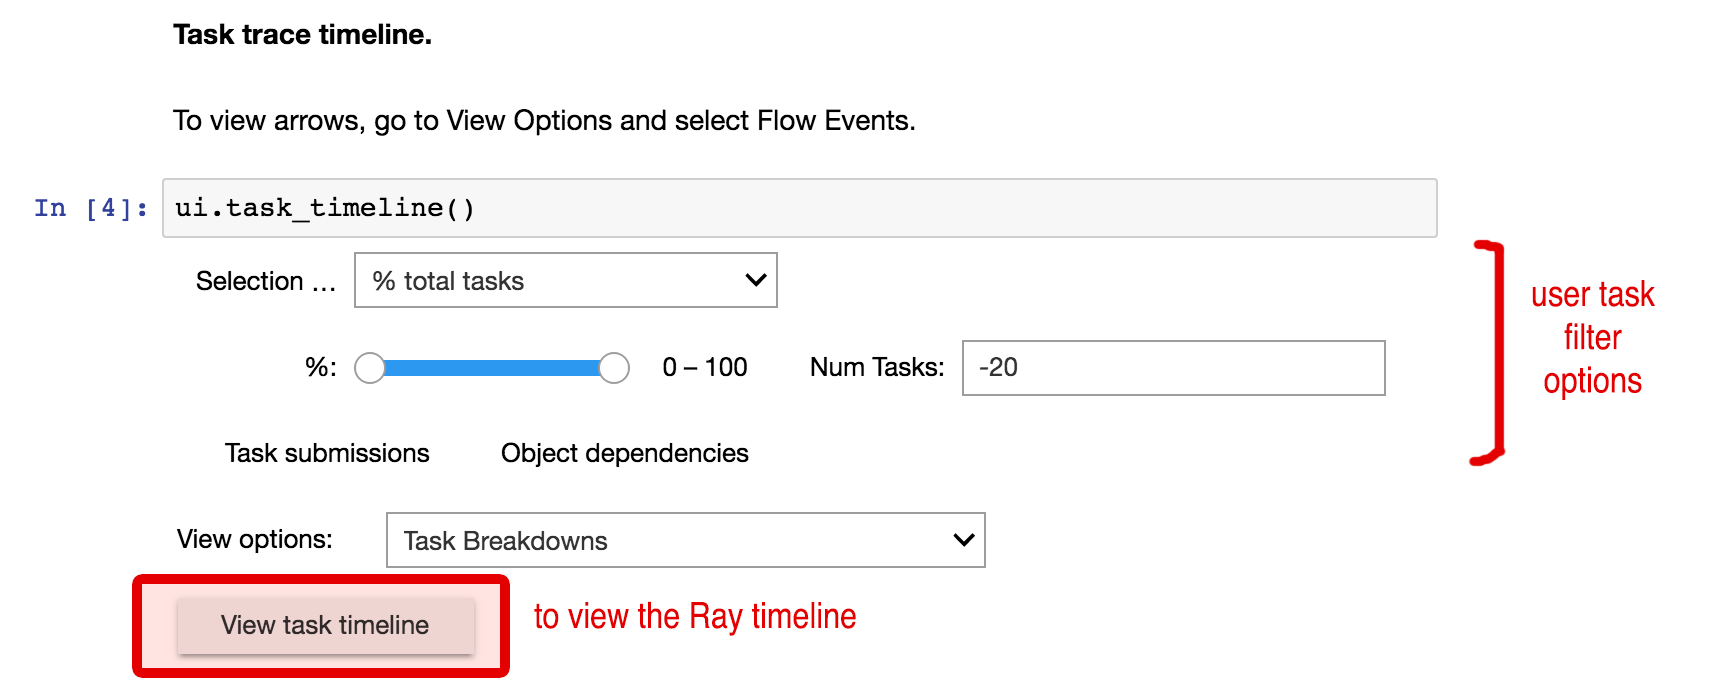 Task trace timeline.
To view arrows, go to View Options and select Flow Events.
In [4]: ui.task_timeline()
Selection ... % total tasks
%: 0 – 100 Num Tasks: -20
user task
filter
options
Task submissions Object dependencies
View options: Task Breakdowns
View task timeline to view the Ray timeline